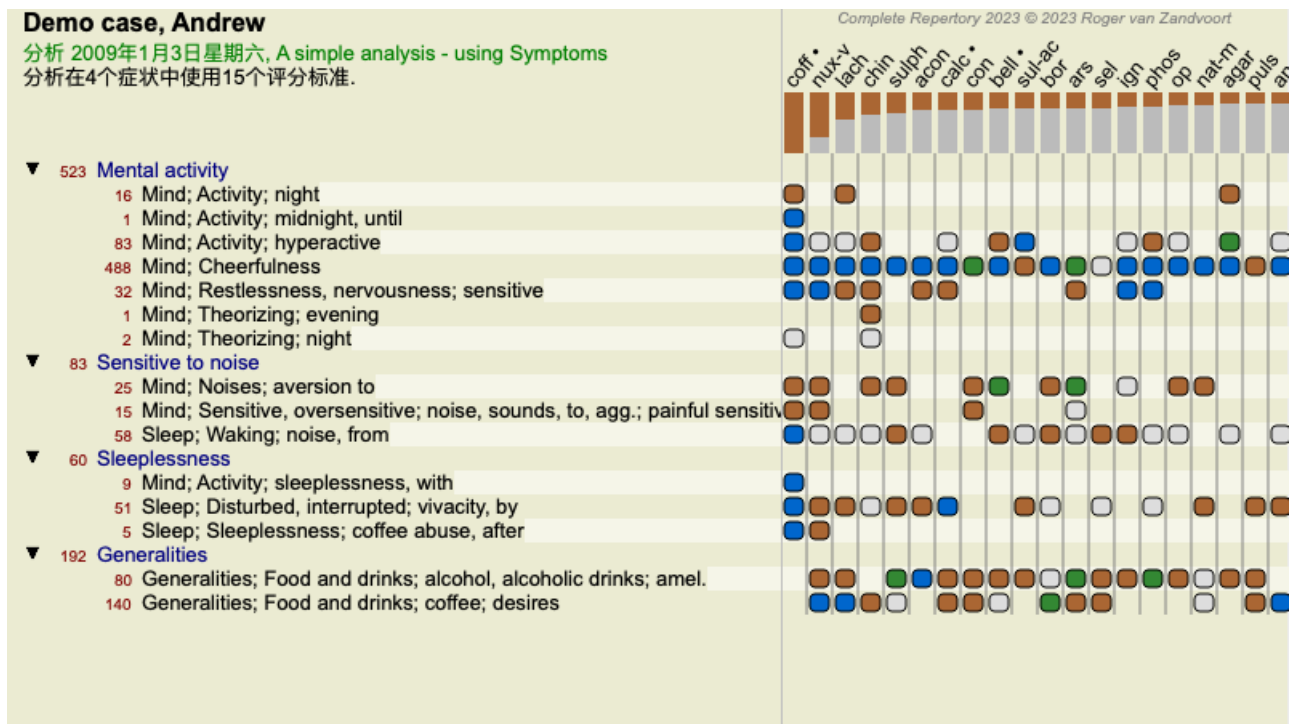 Demo case, Andrew
Complete Repertory 2023 © 2023 Roger van Zandvoort
分析 2009年1月3日星期六, A simple analysis - using Symptoms
分析在4个症状中使用15个评分标准.
coff • nux-v lach chin sulph acon calc • con bell • sul-ac bor ars sel ign phos op nat-m agar puls
▼ 523 Mental activity
16 Mind; Activity; night
1 Mind; Activity; midnight, until
83 Mind; Activity; hyperactive
488 Mind; Cheerfulness
32 Mind; Restlessness, nervousness; sensitive
1 Mind; Theorizing; evening
2 Mind; Theorizing; night
▼ 83 Sensitive to noise
25 Mind; Noises; aversion to
15 Mind; Sensitive, oversensitive; noise, sounds, to, agg.; painful sensitiv
58 Sleep; Waking; noise, from
▼ 60 Sleeplessness
9 Mind; Activity; sleeplessness, with
51 Sleep; Disturbed, interrupted; vivacity, by
5 Sleep; Sleeplessness; coffee abuse, after
▼ 192 Generalities
80 Generalities; Food and drinks; alcohol, alcoholic drinks; amel.
140 Generalities; Food and drinks; coffee; desires